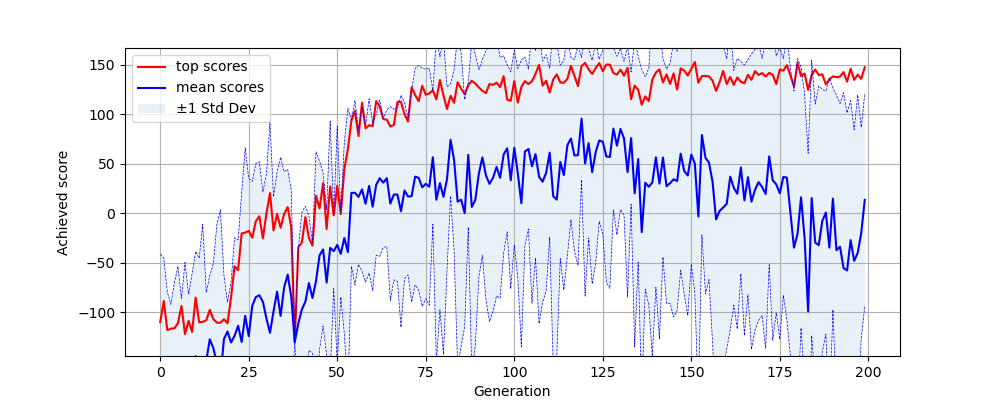 top scores
mean scores
±1 Std Dev
150
100
50
0
−50
−100
Achieved score
0 25 50 75 100 125 150 175 200
Generation